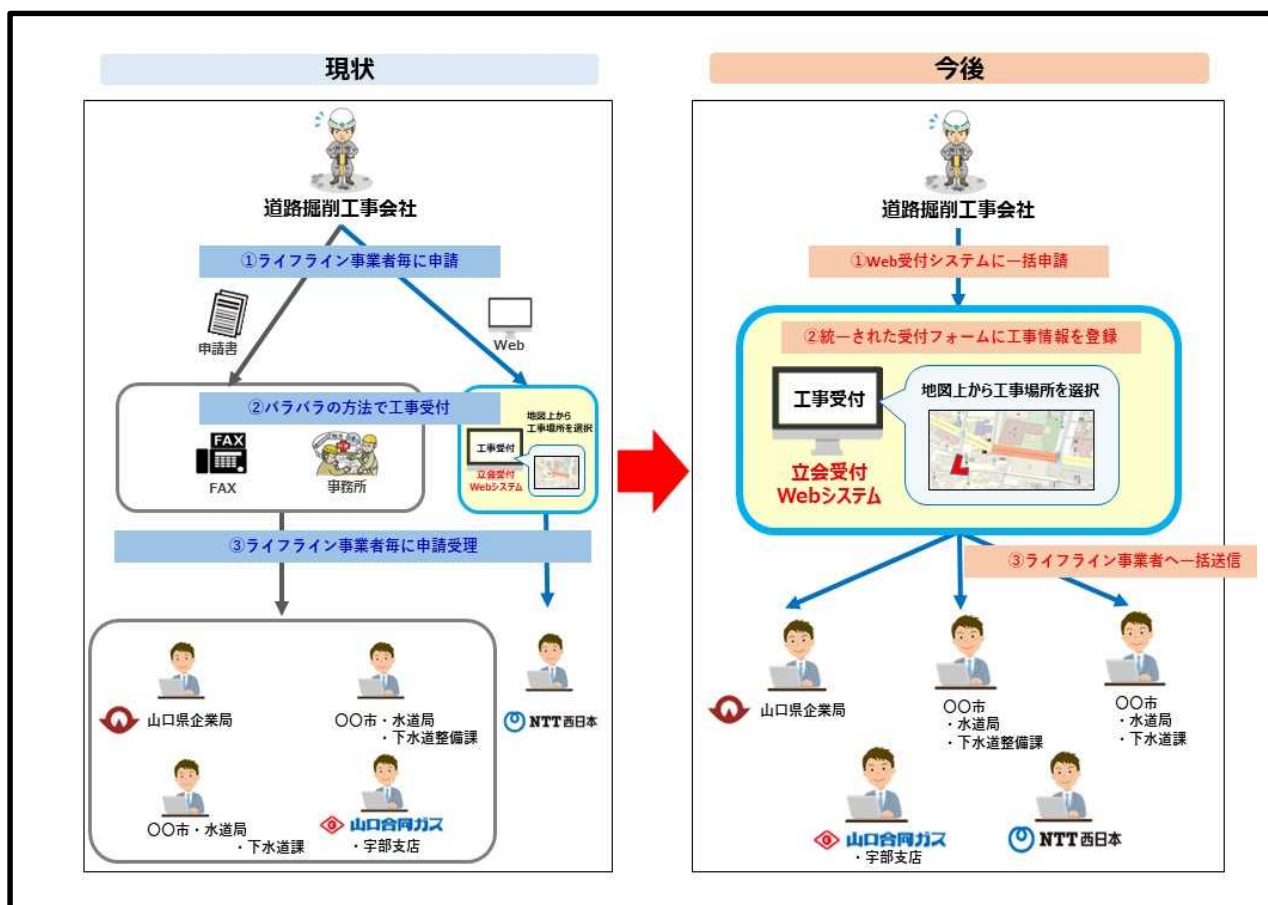 現状
道路掘削工事会社
①ライフライン事業者毎に申請
申請書
Web
②バラバラの方法で工事受付
FAX
FAX
事務所
地図上から
工事場所を選択
工事受付
立会受付
Webシステム
③ライフライン事業者毎に申請受理
山口県企業局
〇〇市・水道局
・下水道整備課
NTT西日本
〇〇市・水道局
・下水道課
山口合同ガス
・宇部支店
今後
道路掘削工事会社
①Web受付システムに一括申請
②統一された受付フォームに工事情報を登録
工事受付
地図上から工事場所を選択
立会受付
Webシステム
③ライフライン事業者へ一括送信
山口県企業局
〇〇市
・水道局
・下水道整備課
〇〇市
・水道局
・下水道課
山口合同ガス
・宇部支店
NTT西日本